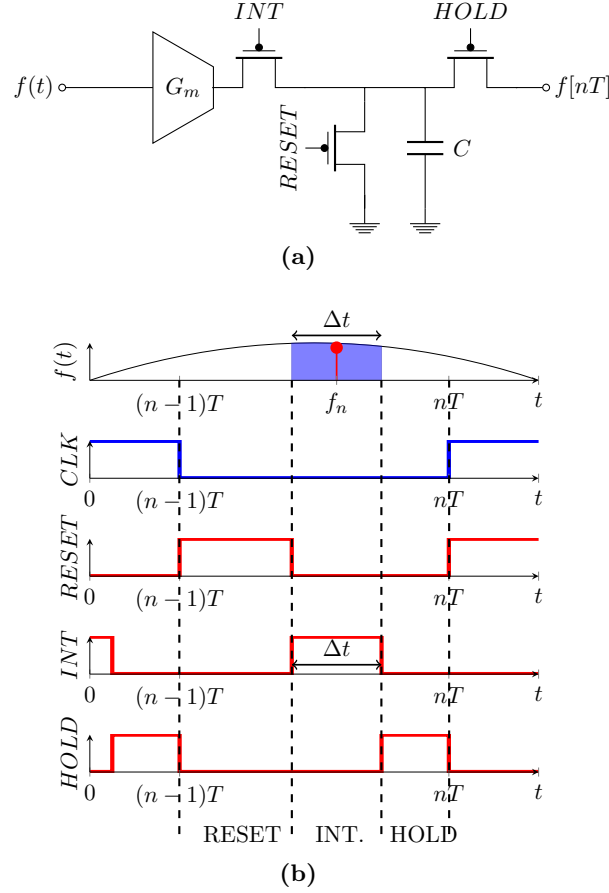 INT
HOLD
f(t)
G_m
f[nT]
RESET
C
(a)
Δt
f(t)
(n − 1)T
f_n
nT
t
CLK
0
(n − 1)T
nT
t
RESET
0
(n − 1)T
nT
t
INT
Δt
0
(n − 1)T
nT
t
HOLD
0
(n − 1)T
nT
t
RESET
INT.
HOLD
(b)